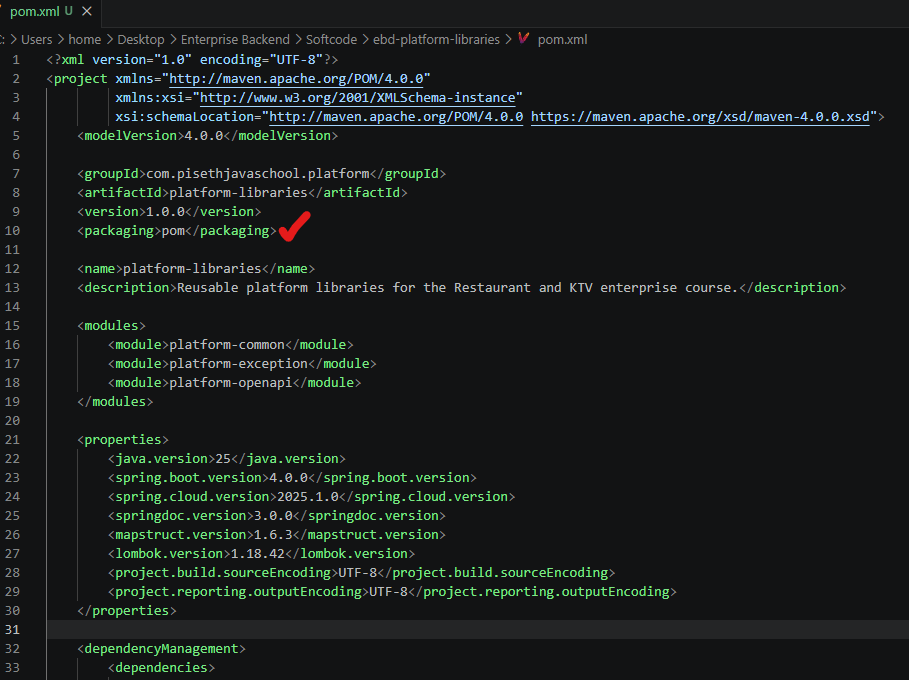 pom.xml U
Users > home > Desktop > Enterprise Backend > Softcode > ebd-platform-libraries > pom.xml
1 <?xml version="1.0" encoding="UTF-8"?>
2 <project xmlns="http://maven.apache.org/POM/4.0.0"
3 xmlns:xsi="http://www.w3.org/2001/XMLSchema-instance"
4 xsi:schemaLocation="http://maven.apache.org/POM/4.0.0 https://maven.apache.org/xsd/maven-4.0.0.xsd">
5 <modelVersion>4.0.0</modelVersion>
6
7 <groupId>com.pisethjavaschool.platform</groupId>
8 <artifactId>platform-libraries</artifactId>
9 <version>1.0.0</version>
10 <packaging>pom</packaging>
11
12 <name>platform-libraries</name>
13 <description>Reusable platform libraries for the Restaurant and KTV enterprise course.</description>
14
15 <modules>
16 <module>platform-common</module>
17 <module>platform-exception</module>
18 <module>platform-openapi</module>
19 </modules>
20
21 <properties>
22 <java.version>25</java.version>
23 <spring.boot.version>4.0.0</spring.boot.version>
24 <spring.cloud.version>2025.1.0</spring.cloud.version>
25 <springdoc.version>3.0.0</springdoc.version>
26 <mapstruct.version>1.6.3</mapstruct.version>
27 <lombok.version>1.18.42</lombok.version>
28 <project.build.sourceEncoding>UTF-8</project.build.sourceEncoding>
29 <project.reporting.outputEncoding>UTF-8</project.reporting.outputEncoding>
30 </properties>
31
32 <dependencyManagement>
33 <dependencies>